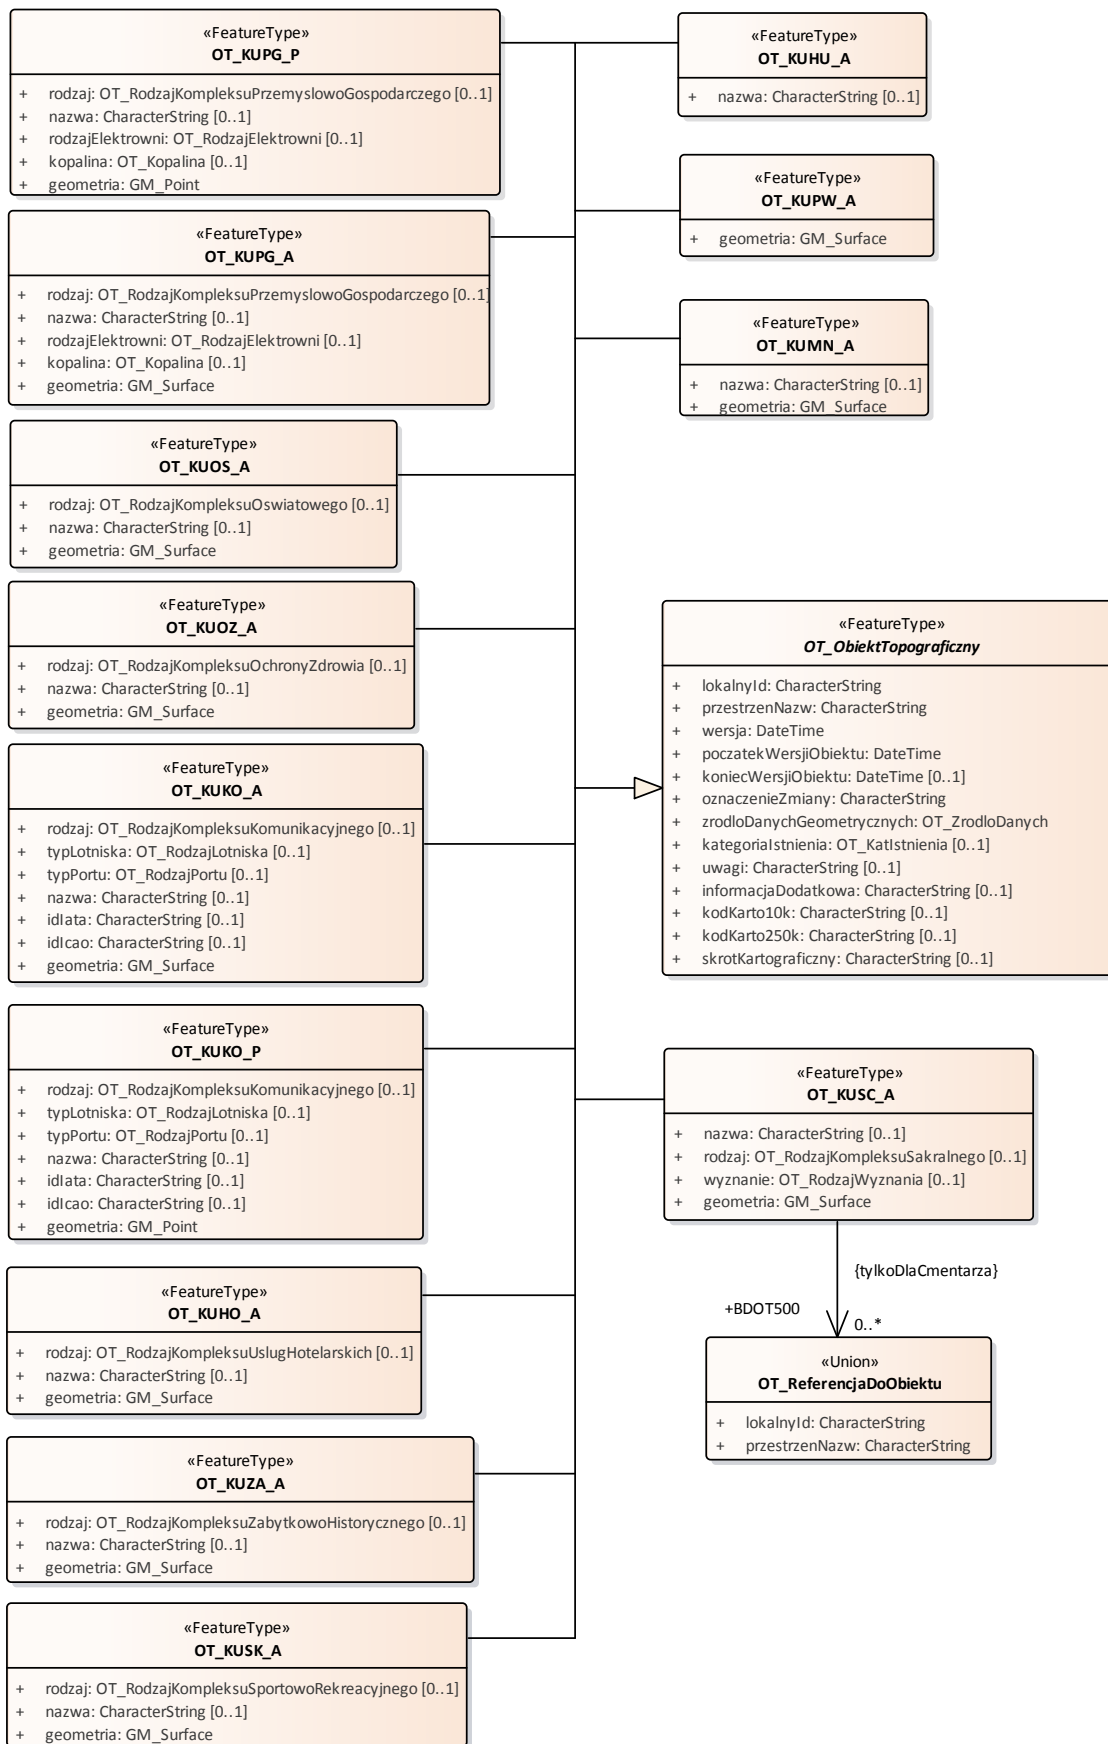 «FeatureType»
OT_KUPG_P
+ rodzaj: OT_RodzajKompleksuPrzemyslowoGospodarczego [0..1]
+ nazwa: CharacterString [0..1]
+ rodzajElektrowni: OT_RodzajElektrowni [0..1]
+ kopalina: OT_Kopalina [0..1]
+ geometria: GM_Point
«FeatureType»
OT_KUPG_A
+ rodzaj: OT_RodzajKompleksuPrzemyslowoGospodarczego [0..1]
+ nazwa: CharacterString [0..1]
+ rodzajElektrowni: OT_RodzajElektrowni [0..1]
+ kopalina: OT_Kopalina [0..1]
+ geometria: GM_Surface
«FeatureType»
OT_KUOS_A
+ rodzaj: OT_RodzajKompleksuOswiatowego [0..1]
+ nazwa: CharacterString [0..1]
+ geometria: GM_Surface
«FeatureType»
OT_KUOZ_A
+ rodzaj: OT_RodzajKompleksuOchronyZdrowia [0..1]
+ nazwa: CharacterString [0..1]
+ geometria: GM_Surface
«FeatureType»
OT_KUKO_A
+ rodzaj: OT_RodzajKompleksuKomunikacyjnego [0..1]
+ typLotniska: OT_RodzajLotniska [0..1]
+ typPortu: OT_RodzajPortu [0..1]
+ nazwa: CharacterString [0..1]
+ idIata: CharacterString [0..1]
+ idIcao: CharacterString [0..1]
+ geometria: GM_Surface
«FeatureType»
OT_KUKO_P
+ rodzaj: OT_RodzajKompleksuKomunikacyjnego [0..1]
+ typLotniska: OT_RodzajLotniska [0..1]
+ typPortu: OT_RodzajPortu [0..1]
+ nazwa: CharacterString [0..1]
+ idIata: CharacterString [0..1]
+ idIcao: CharacterString [0..1]
+ geometria: GM_Point
«FeatureType»
OT_KUHO_A
+ rodzaj: OT_RodzajKompleksuUslugHotelarskich [0..1]
+ nazwa: CharacterString [0..1]
+ geometria: GM_Surface
«FeatureType»
OT_KUZA_A
+ rodzaj: OT_RodzajKompleksuZabytkowoHistorycznego [0..1]
+ nazwa: CharacterString [0..1]
+ geometria: GM_Surface
«FeatureType»
OT_KUSK_A
+ rodzaj: OT_RodzajKompleksuSportowoRekreacyjnego [0..1]
+ nazwa: CharacterString [0..1]
+ geometria: GM_Surface
«FeatureType»
OT_KUHU_A
+ nazwa: CharacterString [0..1]
«FeatureType»
OT_KUPW_A
+ geometria: GM_Surface
«FeatureType»
OT_KUMN_A
+ nazwa: CharacterString [0..1]
+ geometria: GM_Surface
«FeatureType»
OT_ObiektTopograficzny
+ lokalnyId: CharacterString
+ przestrzenNazw: CharacterString
+ wersja: DateTime
+ poczatekWersjiObiektu: DateTime
+ koniecWersjiObiektu: DateTime [0..1]
+ oznaczenieZmiany: CharacterString
+ zrodloDanychGeometrycznych: OT_ZrodloDanych
+ kategoriaIstnienia: OT_KatIstnienia [0..1]
+ uwagi: CharacterString [0..1]
+ informacjaDodatkowa: CharacterString [0..1]
+ kodKarto10k: CharacterString [0..1]
+ kodKarto250k: CharacterString [0..1]
+ skrotKartograficzny: CharacterString [0..1]
«FeatureType»
OT_KUSC_A
+ nazwa: CharacterString [0..1]
+ rodzaj: OT_RodzajKompleksuSakralnego [0..1]
+ wyznanie: OT_RodzajWyznania [0..1]
+ geometria: GM_Surface
{tylkoDlaCmentarza}
+BDOT500
0..*
«Union»
OT_ReferencjaDoObiektu
+ lokalnyId: CharacterString
+ przestrzenNazw: CharacterString